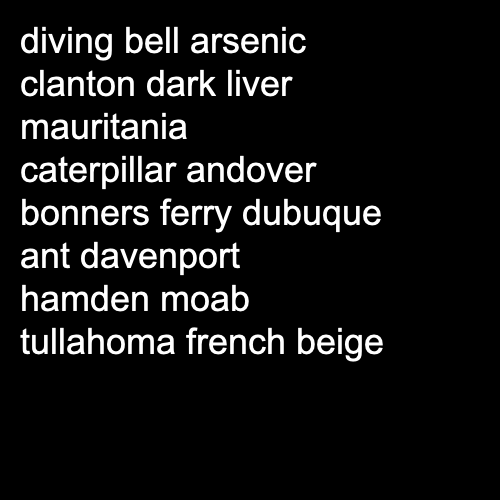 diving bell arsenic
clanton dark liver
mauritania
caterpillar andover
bonners ferry dubuque
ant davenport
hamden moab
tullahoma french beige